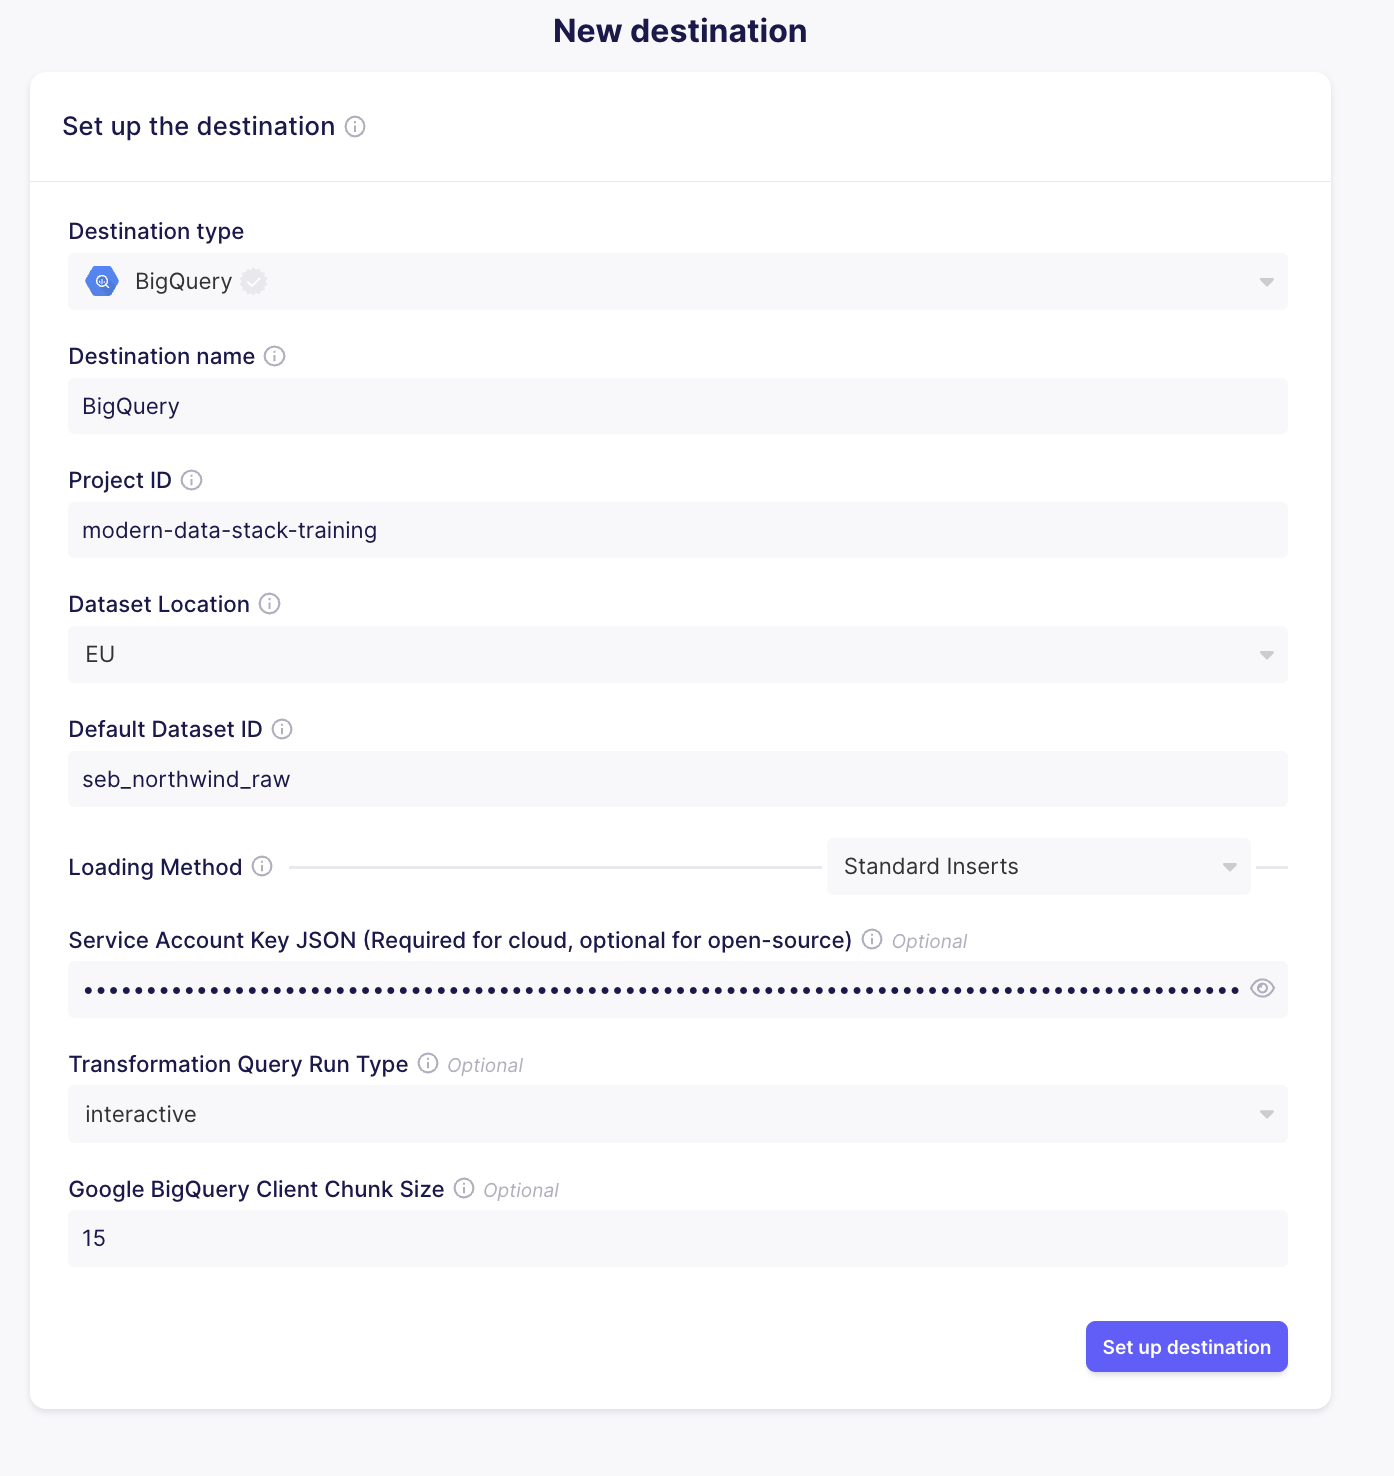 New destination
Set up the destination
Destination type
BigQuery
Destination name
BigQuery
Project ID
modern-data-stack-training
Dataset Location
EU
Default Dataset ID
seb_northwind_raw
Loading Method
Standard Inserts
Service Account Key JSON (Required for cloud, optional for open-source) Optional
Transformation Query Run Type Optional
interactive
Google BigQuery Client Chunk Size Optional
15
Set up destination